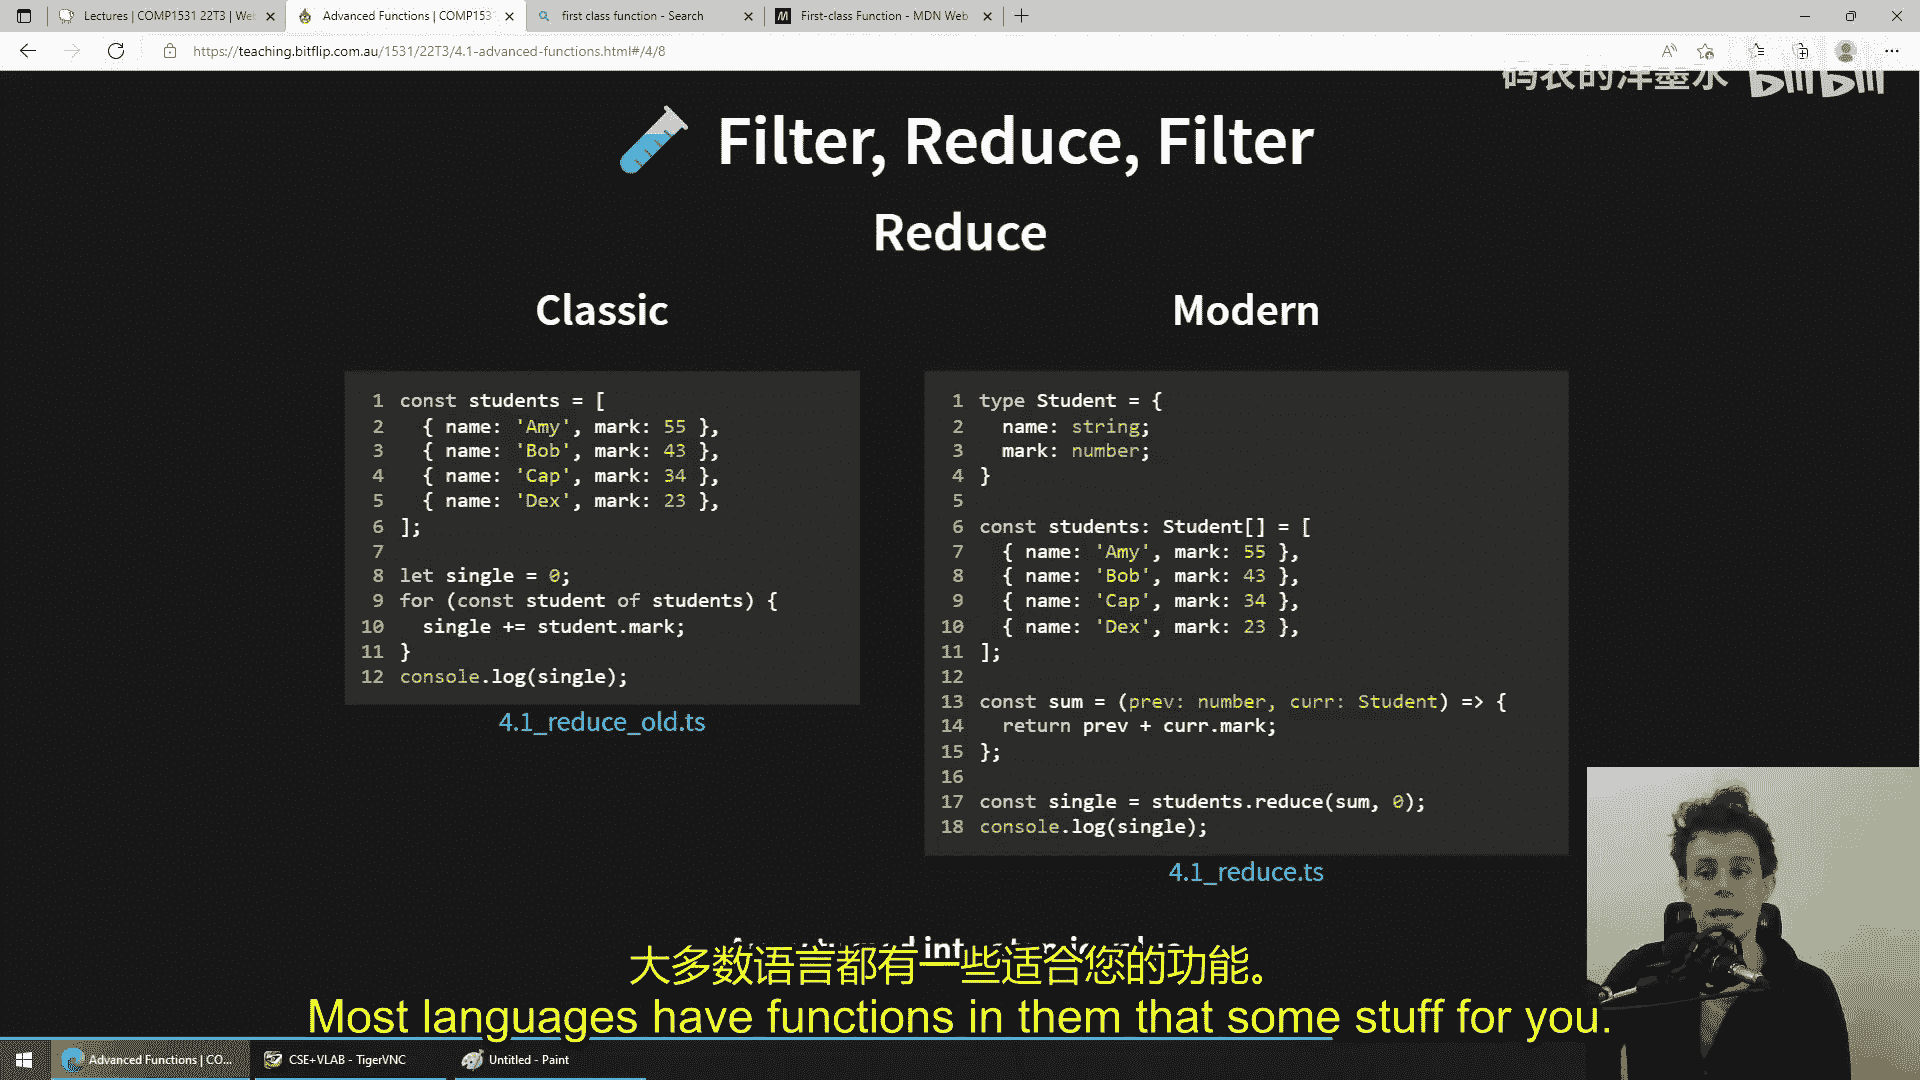 Lectures | COMP1531 22T3 | Web
Advanced Functions | COMP153
first class function - Search
First-class Function - MDN Web
https://teaching.bitflip.com.au/1531/22T3/4.1-advanced-functions.html#/4/8
码农的洋墨水 bilibili
Filter, Reduce, Filter
Reduce
Classic
1 const students = [
2 { name: 'Amy', mark: 55 },
3 { name: 'Bob', mark: 43 },
4 { name: 'Cap', mark: 34 },
5 { name: 'Dex', mark: 23 },
6 ];
7
8 let single = 0;
9 for (const student of students) {
10 single += student.mark;
11 }
12 console.log(single);
4.1_reduce_old.ts
Modern
1 type Student = {
2 name: string;
3 mark: number;
4 }
5
6 const students: Student[] = [
7 { name: 'Amy', mark: 55 },
8 { name: 'Bob', mark: 43 },
9 { name: 'Cap', mark: 34 },
10 { name: 'Dex', mark: 23 },
11 ];
12
13 const sum = (prev: number, curr: Student) => {
14 return prev + curr.mark;
15 };
16
17 const single = students.reduce(sum, 0);
18 console.log(single);
4.1_reduce.ts
大多数语言都有一些适合您的功能。
Most languages have functions in them that some stuff for you.
Advanced Functions | CO...
CSE+VLAB - TigerVNC
Untitled - Paint